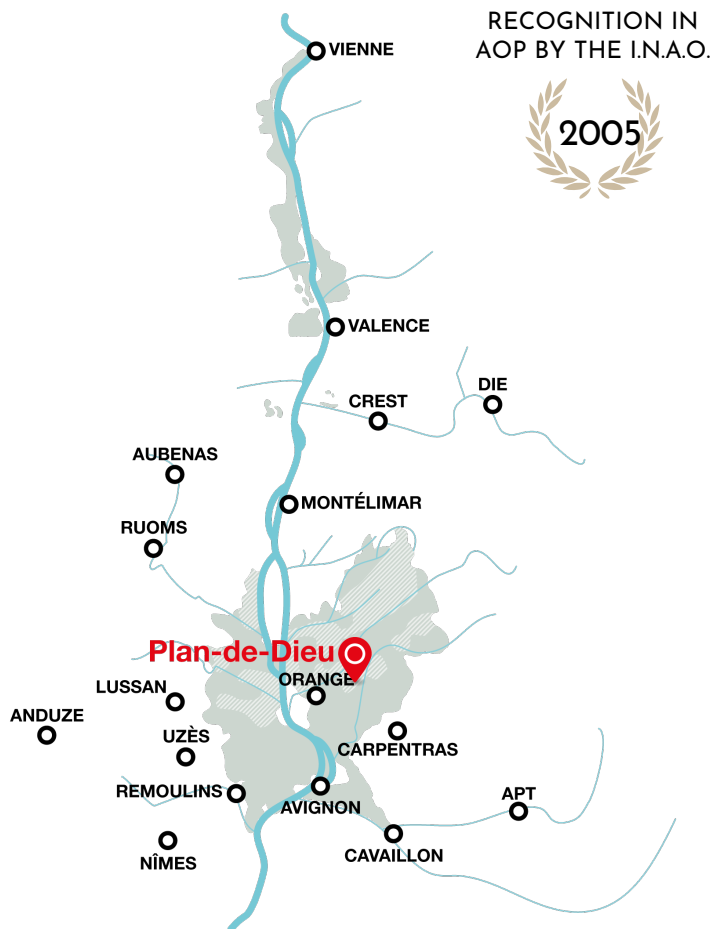 RECOGNITION IN
AOP BY THE I.N.A.O.
2005
VIENNE
VALENCE
DIE
CREST
AUBENAS
MONTÉLIMAR
RUOMS
Plan-de-Dieu
ORANGE
LUSSAN
ANDUZE
UZÈS
CARPENTRAS
REMOULINS
APT
AVIGNON
CAVAILLON
NÎMES